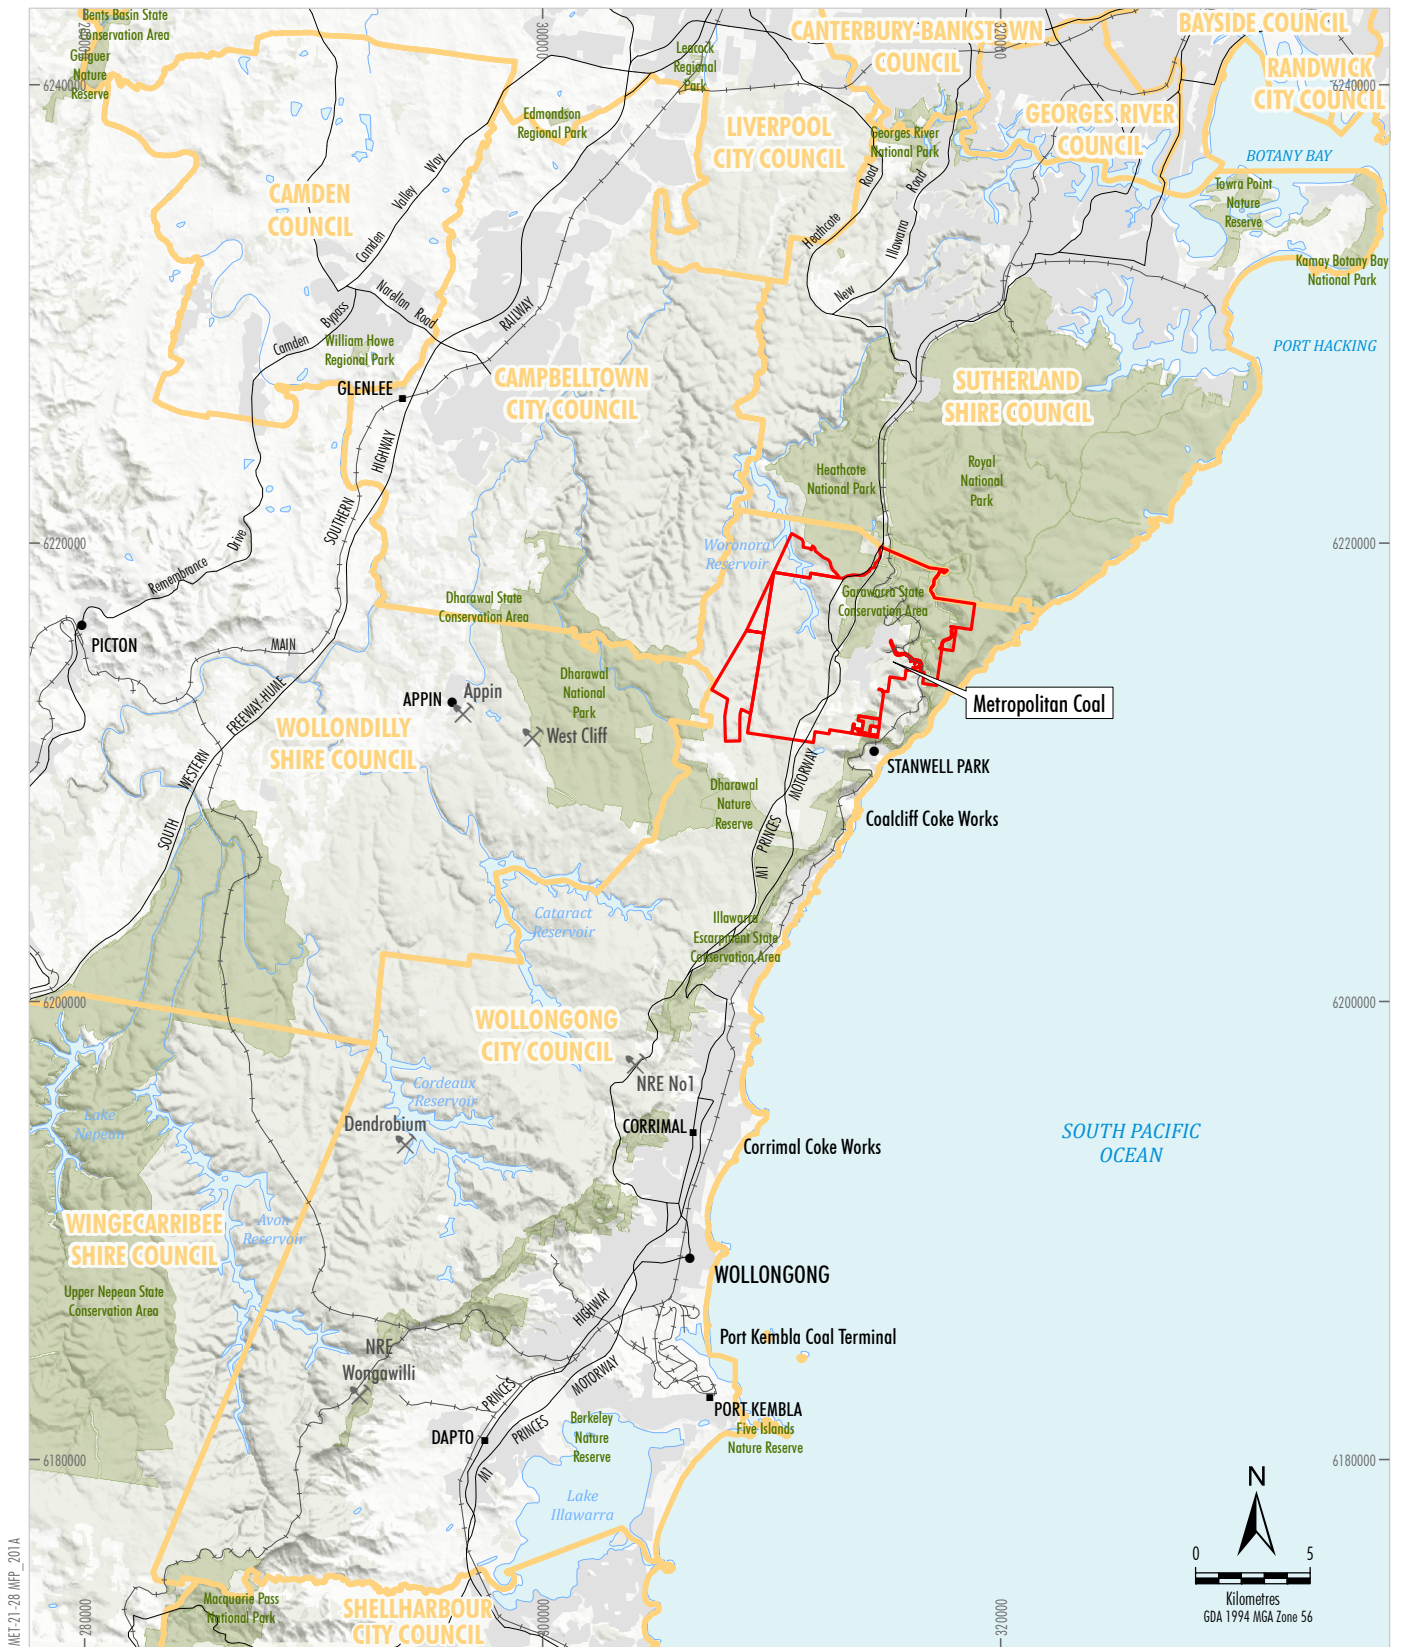 Bents Basin State
Conservation Area
Gulguer
Nature
Reserve
280000
300000
320000
6240000
6240000
Leacock
Regional
Park
CANTERBURY-BANKSTOWN
COUNCIL
BAYSIDE COUNCIL
RANDWICK
CITY COUNCIL
Edmondson
Regional Park
LIVERPOOL
CITY COUNCIL
Georges River
National Park
GEORGES RIVER
COUNCIL
BOTANY BAY
Towra Point
Nature
Reserve
Kamay Botany Bay
National Park
CAMDEN
COUNCIL
Camden Valley Way
Heathcote Road
New Illawarra Road
Narellan Road
Camden Bypass
RAILWAY
William Howe
Regional Park
GLENLEE
CAMPBELLTOWN
CITY COUNCIL
PORT HACKING
SUTHERLAND
SHIRE COUNCIL
HIGHWAY
SOUTHERN
Heathcote
National Park
Royal
National
Park
6220000
6220000
Remembrance Drive
Woronora
Reservoir
Dharawal State
Conservation Area
Garawarra State
Conservation Area
PICTON
MAIN
Dharawal
National
Park
APPIN
Appin
FREEWAY-HUME
WOLLONDILLY
SHIRE COUNCIL
West Cliff
Metropolitan Coal
STANWELL PARK
WESTERN
SOUTH
MOTORWAY
PRINCES
M1
Dharawal
Nature
Reserve
Coalcliff Coke Works
Cataract
Reservoir
Illawarra
Escarpment State
Conservation Area
6200000
6200000
WOLLONGONG
CITY COUNCIL
NRE No1
Cordeaux
Reservoir
Lake
Nepean
Dendrobium
CORRIMAL
Corrimal Coke Works
SOUTH PACIFIC
OCEAN
WINGECARRIBEE
SHIRE COUNCIL
Avon
Reservoir
WOLLONGONG
Upper Nepean State
Conservation Area
HIGHWAY
Port Kembla Coal Terminal
NRE
Wongawilli
PRINCES
MOTORWAY
PRINCES
M1
PORT KEMBLA
Five Islands
Nature Reserve
DAPTO
Berkeley
Nature
Reserve
6180000
6180000
Lake
Illawarra
N
0 5
Kilometres
GDA 1994 MGA Zone 56
Macquarie Pass
National Park
SHELLHARBOUR
CITY COUNCIL
280000
300000
320000
MET-21-28 MFP_201A